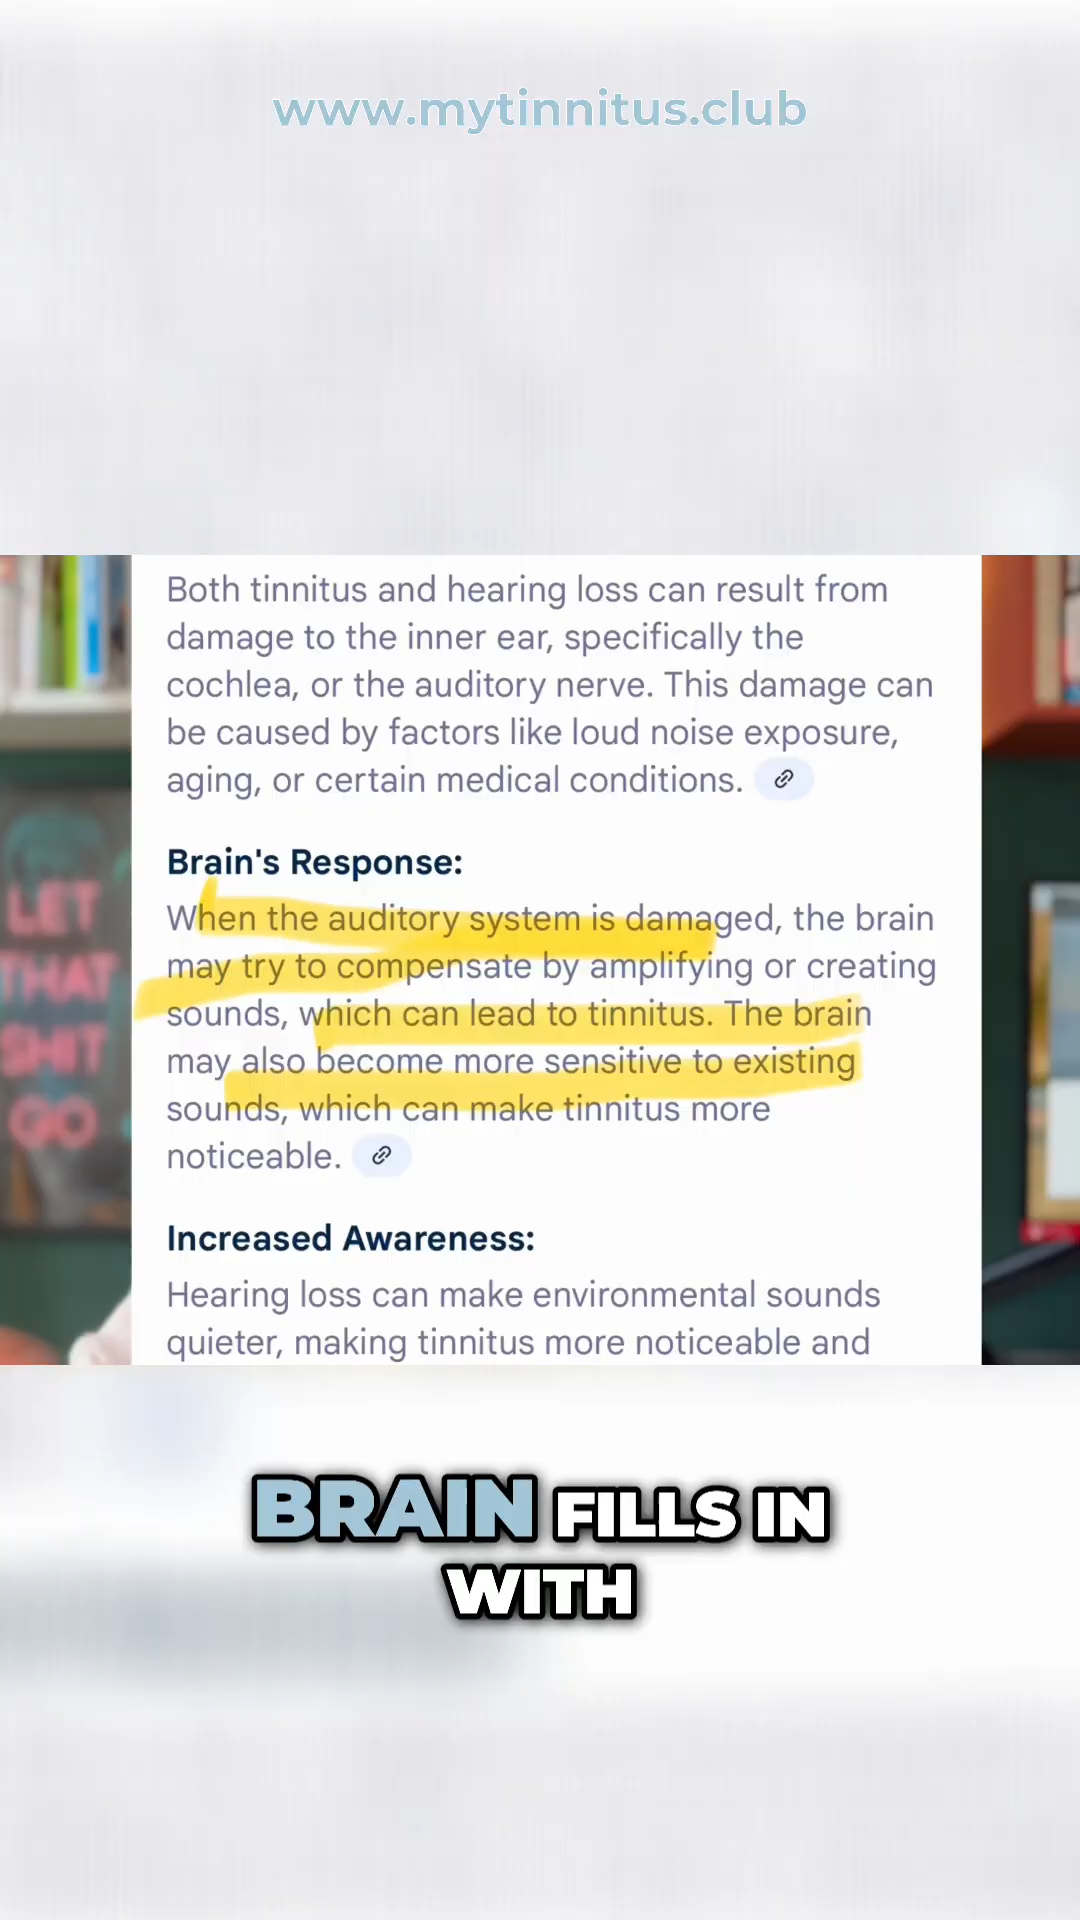 www.mytinnitus.club
Both tinnitus and hearing loss can result from
damage to the inner ear, specifically the
cochlea, or the auditory nerve. This damage can
be caused by factors like loud noise exposure,
aging, or certain medical conditions.
Brain's Response:
When the auditory system is damaged, the brain
may try to compensate by amplifying or creating
sounds, which can lead to tinnitus. The brain
may also become more sensitive to existing
sounds, which can make tinnitus more
noticeable.
Increased Awareness:
Hearing loss can make environmental sounds
quieter, making tinnitus more noticeable and
LET
THAT
SHIT
GO
BRAIN FILLS IN
WITH